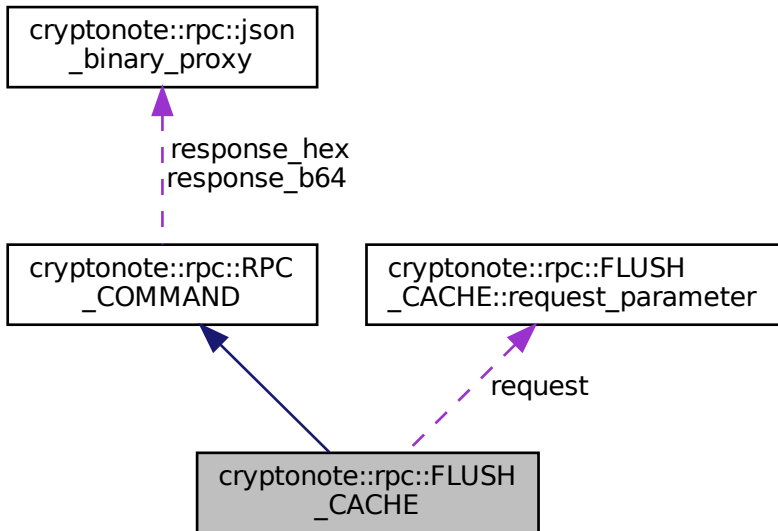 cryptonote::rpc::json
_binary_proxy
response_hex
response_b64
cryptonote::rpc::RPC
_COMMAND
cryptonote::rpc::FLUSH
_CACHE::request_parameter
request
cryptonote::rpc::FLUSH
_CACHE